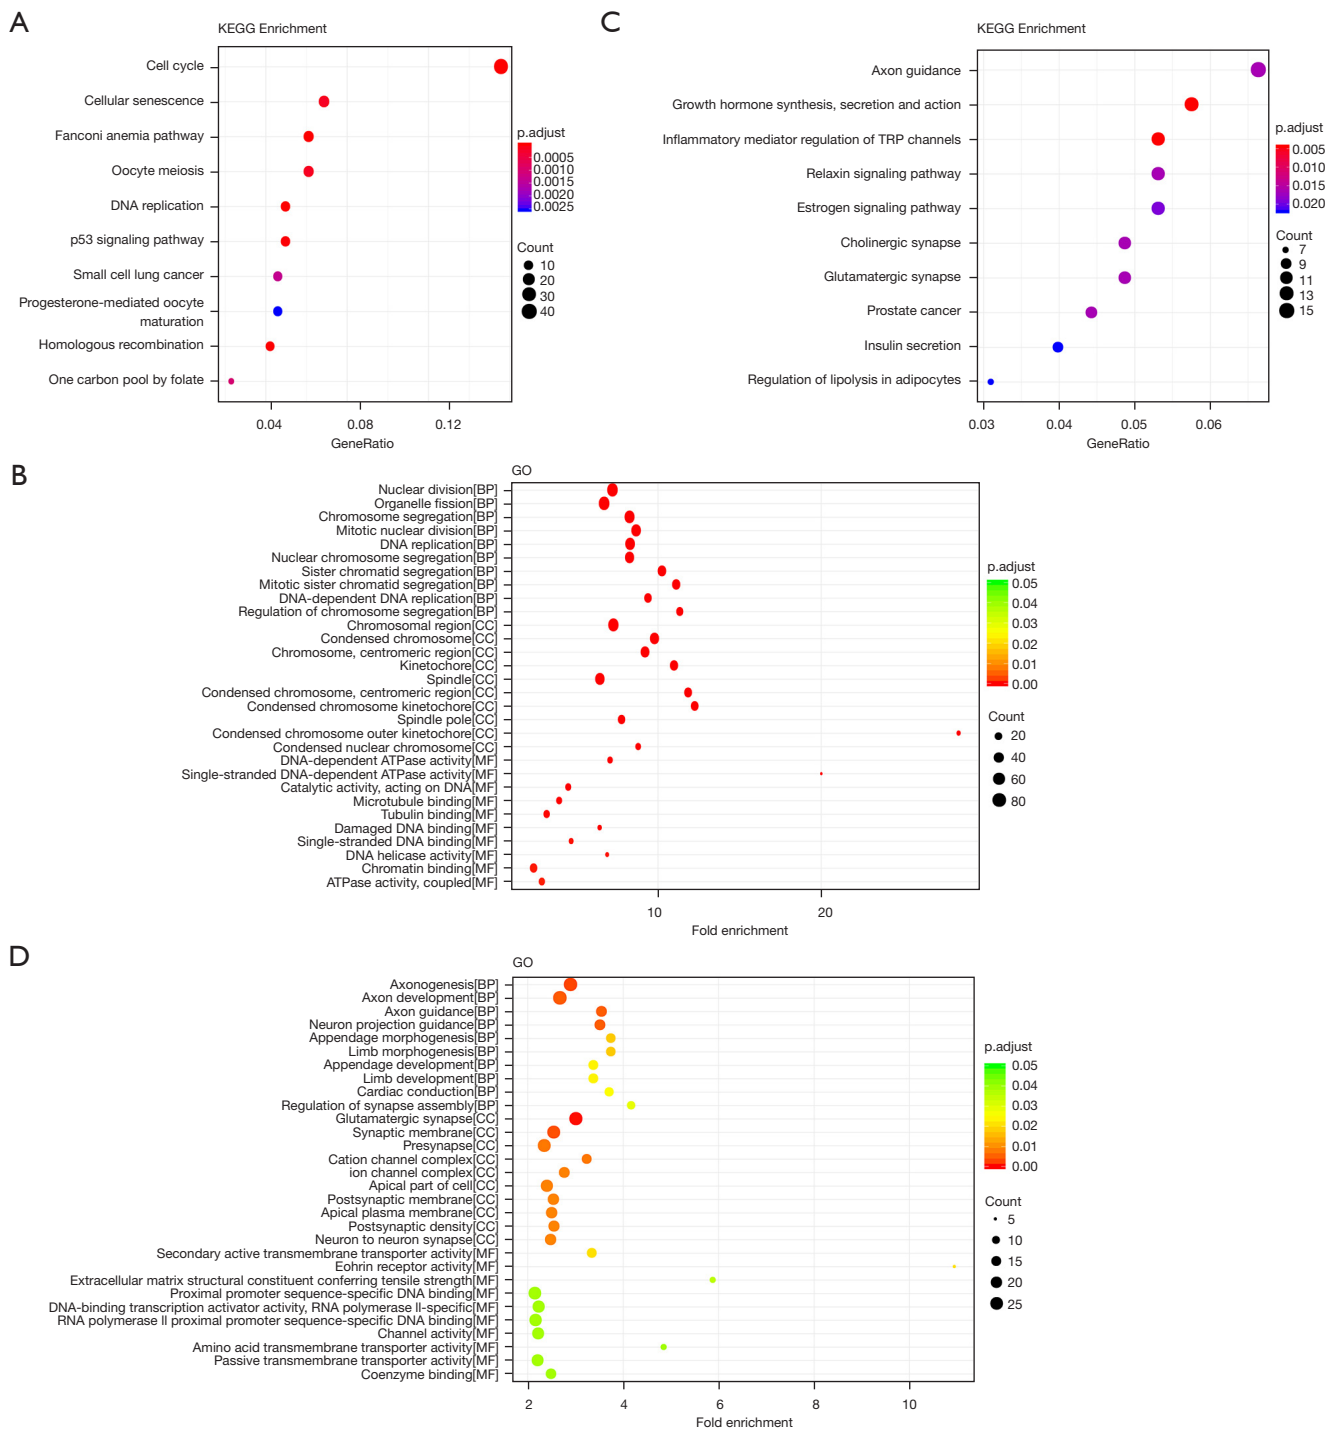 A
KEGG Enrichment
Cell cycle
Cellular senescence
Fanconi anemia pathway
Oocyte meiosis
DNA replication
p53 signaling pathway
Small cell lung cancer
Progesterone-mediated oocyte
maturation
Homologous recombination
One carbon pool by folate
0.04
0.08
0.12
GeneRatio
p.adjust
0.0005
0.0010
0.0015
0.0020
0.0025
Count
10
20
30
40
C
KEGG Enrichment
Axon guidance
Growth hormone synthesis, secretion and action
Inflammatory mediator regulation of TRP channels
Relaxin signaling pathway
Estrogen signaling pathway
Cholinergic synapse
Glutamatergic synapse
Prostate cancer
Insulin secretion
Regulation of lipolysis in adipocytes
0.03
0.04
0.05
0.06
GeneRatio
p.adjust
0.005
0.010
0.015
0.020
Count
7
9
11
13
15
B
GO
Nuclear division[BP]
Organelle fission[BP]
Chromosome segregation[BP]
Mitotic nuclear division[BP]
DNA replication[BP]
Nuclear chromosome segregation[BP]
Sister chromatid segregation[BP]
Mitotic sister chromatid segregation[BP]
DNA-dependent DNA replication[BP]
Regulation of chromosome segregation[BP]
Chromosomal region[CC]
Condensed chromosome[CC]
Chromosome, centromeric region[CC]
Kinetochore[CC]
Spindle[CC]
Condensed chromosome, centromeric region[CC]
Condensed chromosome kinetochore[CC]
Spindle pole[CC]
Condensed chromosome outer kinetochore[CC]
Condensed nuclear chromosome[CC]
DNA-dependent ATPase activity[MF]
Single-stranded DNA-dependent ATPase activity[MF]
Catalytic activity, acting on DNA[MF]
Microtubule binding[MF]
Tubulin binding[MF]
Damaged DNA binding[MF]
Single-stranded DNA binding[MF]
DNA helicase activity[MF]
Chromatin binding[MF]
ATPase activity, coupled[MF]
10
20
Fold enrichment
p.adjust
0.05
0.04
0.03
0.02
0.01
0.00
Count
20
40
60
80
D
GO
Axonogenesis[BP]
Axon development[BP]
Axon guidance[BP]
Neuron projection guidance[BP]
Appendage morphogenesis[BP]
Limb morphogenesis[BP]
Appendage development[BP]
Limb development[BP]
Cardiac conduction[BP]
Regulation of synapse assembly[BP]
Glutamatergic synapse[CC]
Synaptic membrane[CC]
Presynapse[CC]
Cation channel complex[CC]
ion channel complex[CC]
Apical part of cell[CC]
Postsynaptic membrane[CC]
Apical plasma membrane[CC]
Postsynaptic density[CC]
Neuron to neuron synapse[CC]
Secondary active transmembrane transporter activity[MF]
Eohrin receptor activity[MF]
Extracellular matrix structural constituent conferring tensile strength[MF]
Proximal promoter sequence-specific DNA binding[MF]
DNA-binding transcription activator activity, RNA polymerase II-specific[MF]
RNA polymerase II proximal promoter sequence-specific DNA binding[MF]
Channel activity[MF]
Amino acid transmembrane transporter activity[MF]
Passive transmembrane transporter activity[MF]
Coenzyme binding[MF]
2
4
6
8
10
Fold enrichment
p.adjust
0.05
0.04
0.03
0.02
0.01
0.00
Count
5
10
15
20
25